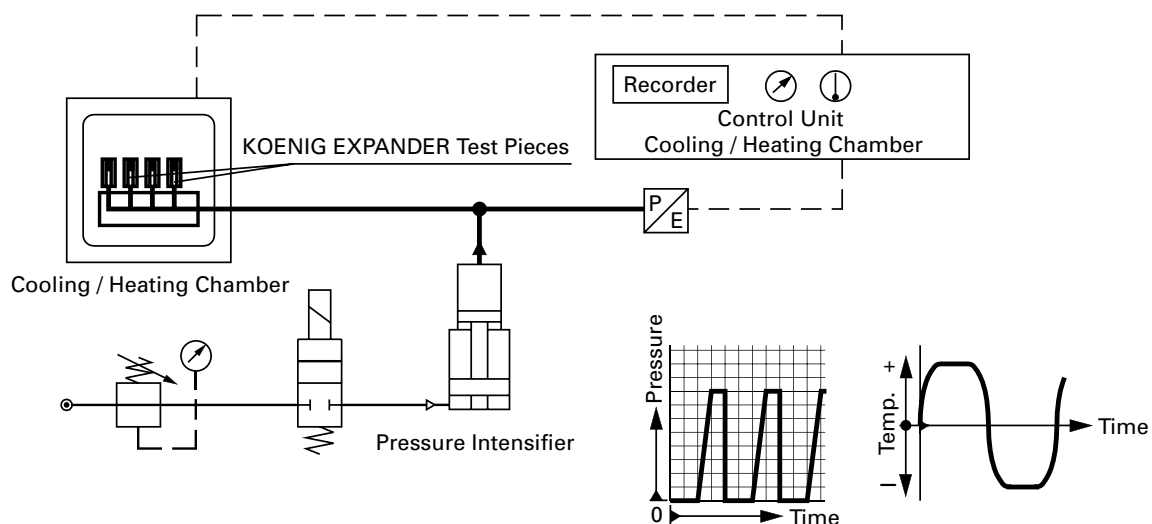 Recorder
Control Unit
Cooling / Heating Chamber
KOENIG EXPANDER Test Pieces
P
E
Cooling / Heating Chamber
Pressure Intensifier
Pressure
0
Time
+
Temp.
I
Time